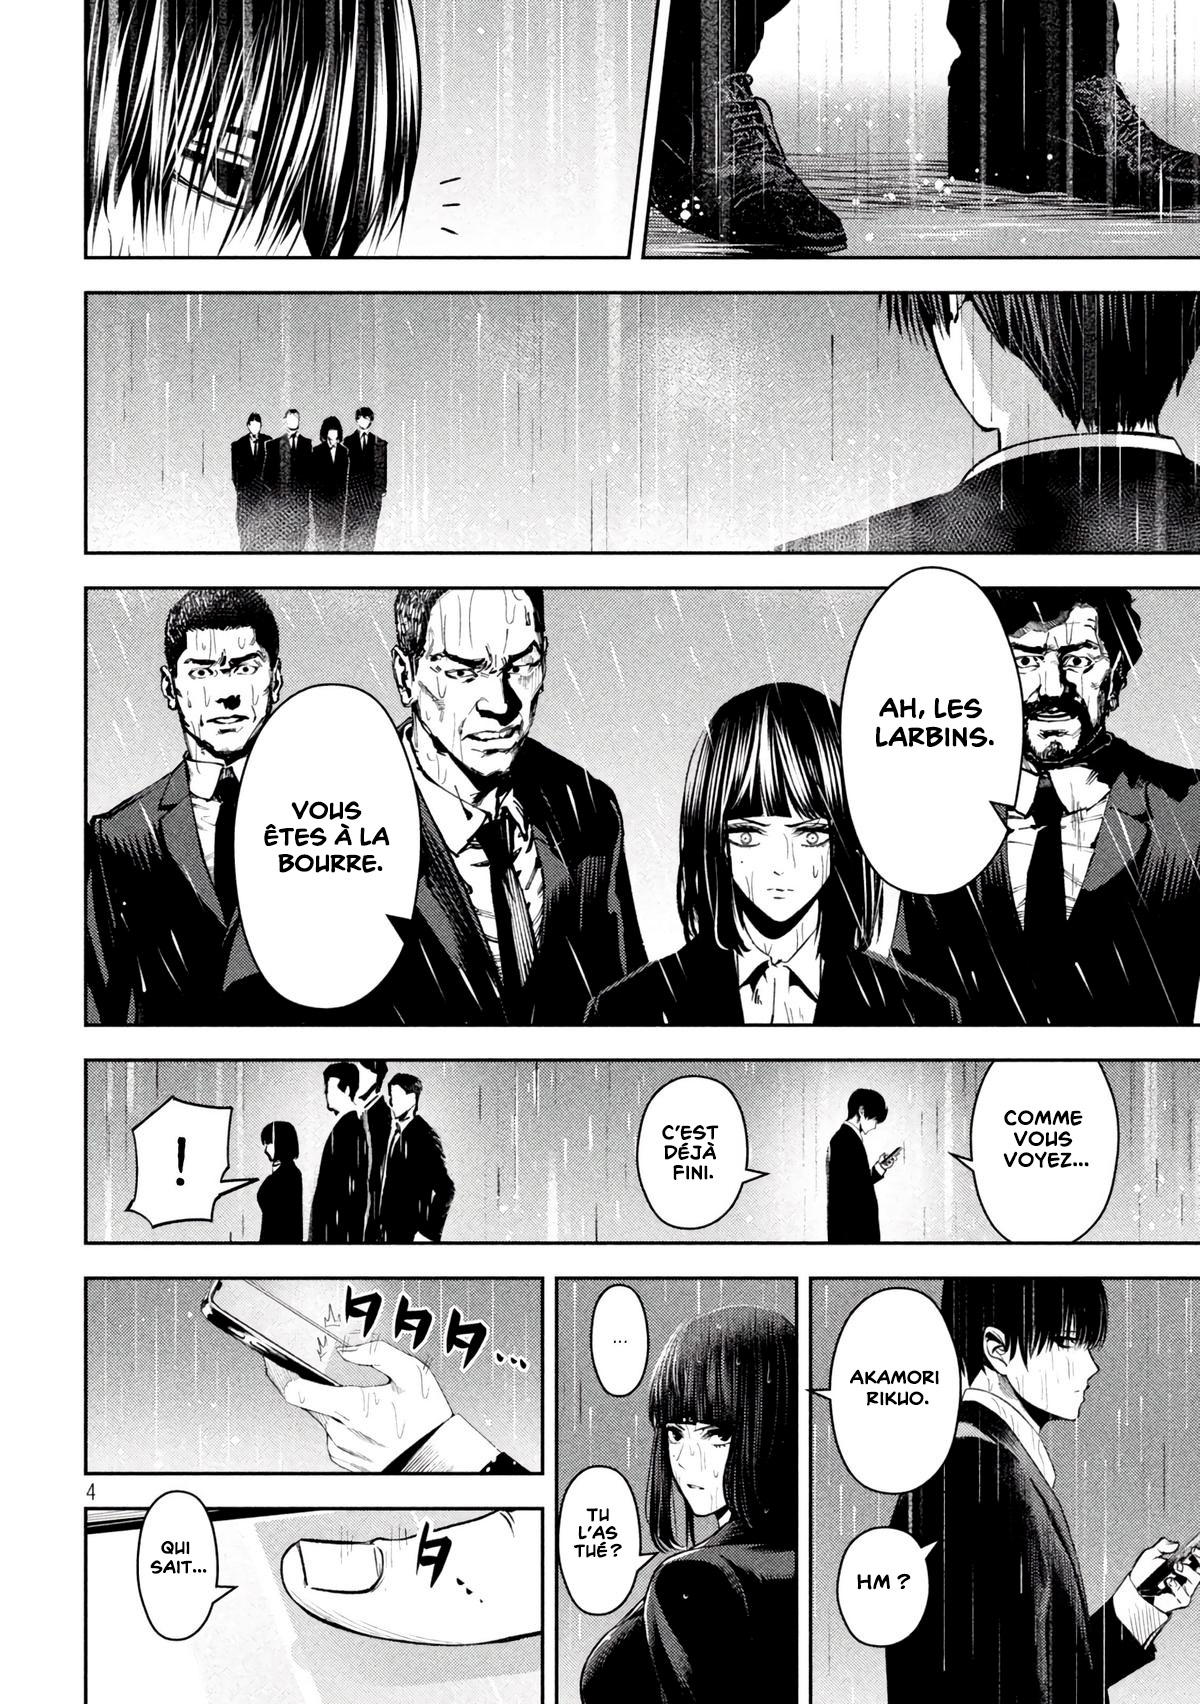 AH, LES
LARBINS.
VOUS
ÊTES À LA
BOURRE.
COMME
VOUS
VOYEZ...
C'EST
DÉJÀ
FINI.
!
AKAMORI
RIKUO.
HM ?
...
TU
L'AS
TUÉ ?
タタタ...
タ...
QUI
SAIT...
4